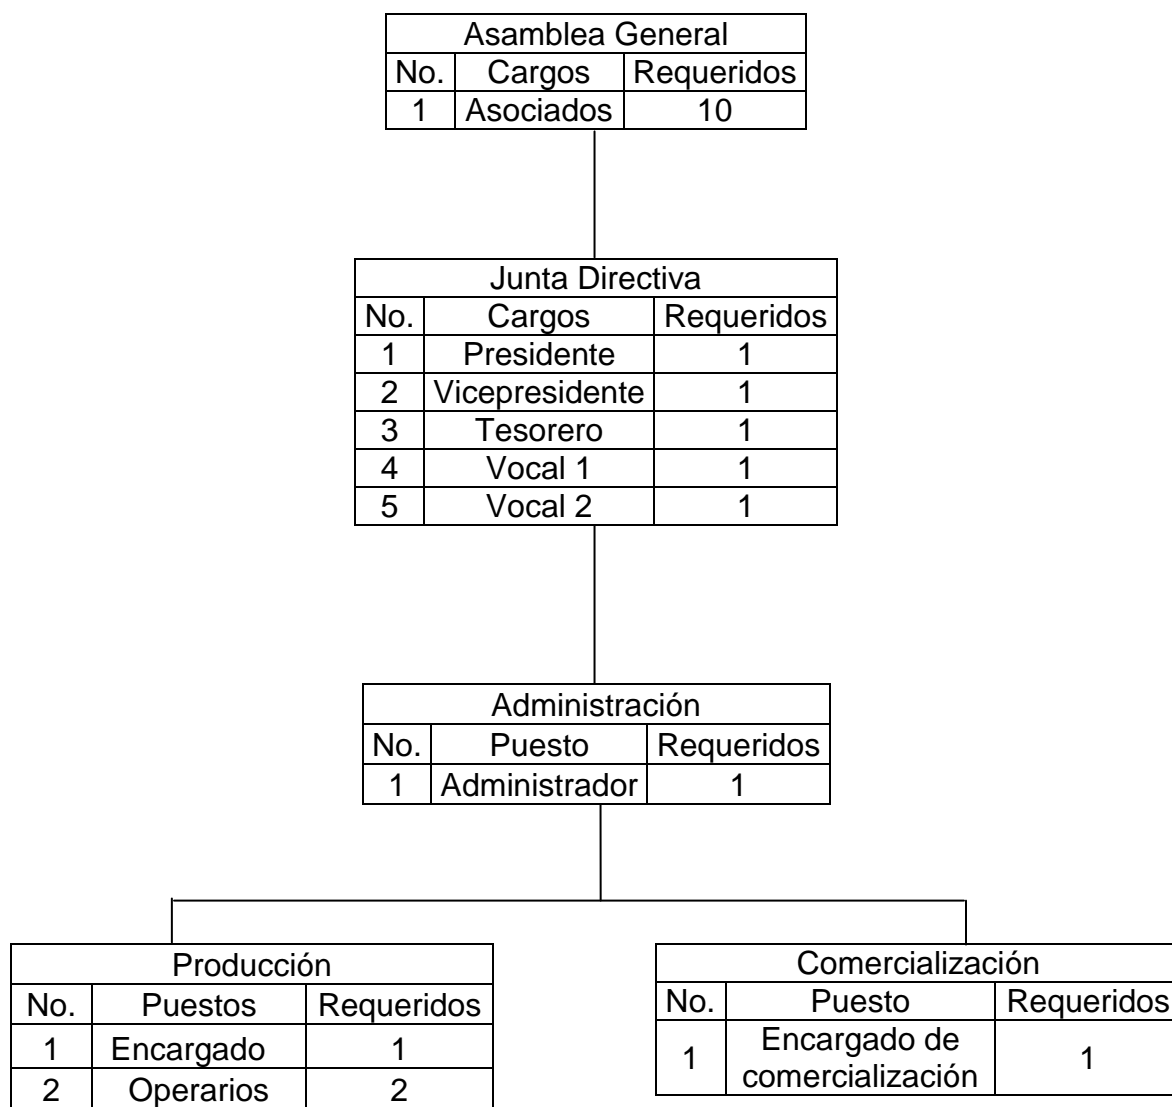 Asamblea General
No. Cargos Requeridos
1 Asociados 10
Junta Directiva
No. Cargos Requeridos
1 Presidente 1
2 Vicepresidente 1
3 Tesorero 1
4 Vocal 1 1
5 Vocal 2 1
Administración
No. Puesto Requeridos
1 Administrador 1
Producción
No. Puestos Requeridos
1 Encargado 1
2 Operarios 2
Comercialización
No. Puesto Requeridos
1 Encargado de
comercialización 1